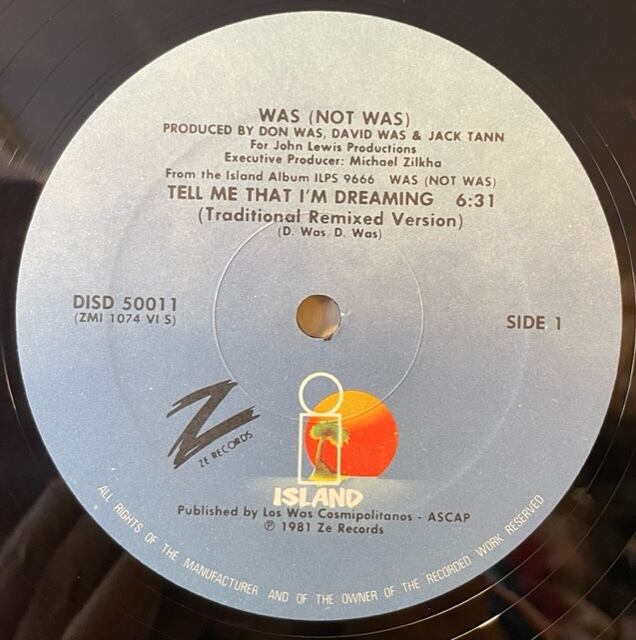 WAS (NOT WAS)
PRODUCED BY DON WAS, DAVID WAS & JACK TANN
For John Lewis Productions
Executive Producer: Michael Zilkha
From the Island Album ILPS 9666 WAS (NOT WAS)
TELL ME THAT I'M DREAMING 6:31
(Traditional Remixed Version)
(D. Was, D. Was)
DISD 50011
(ZMI 1074 VI S)
SIDE 1
Z
ZE RECORDS
i
ISLAND
Published by Los Was Cosmipolitanos - ASCAP
℗ 1981 Ze Records
ALL RIGHTS OF THE MANUFACTURER AND OF THE OWNER OF THE RECORDED WORK RESERVED